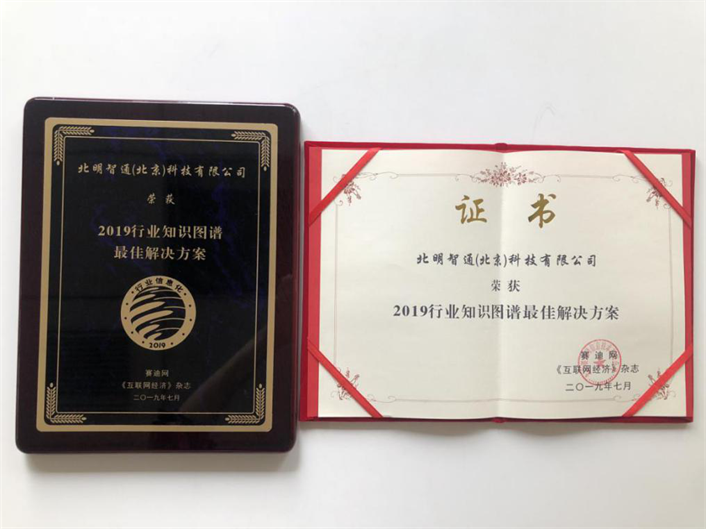 北明智通(北京)科技有限公司
荣获
2019行业知识图谱
最佳解决方案
行业信息化
2019
赛迪网
《互联网经济》杂志
二〇一九年七月
证书
北明智通(北京)科技有限公司
荣获
2019行业知识图谱最佳解决方案
赛迪网
《互联网经济》杂志
二〇一九年七月